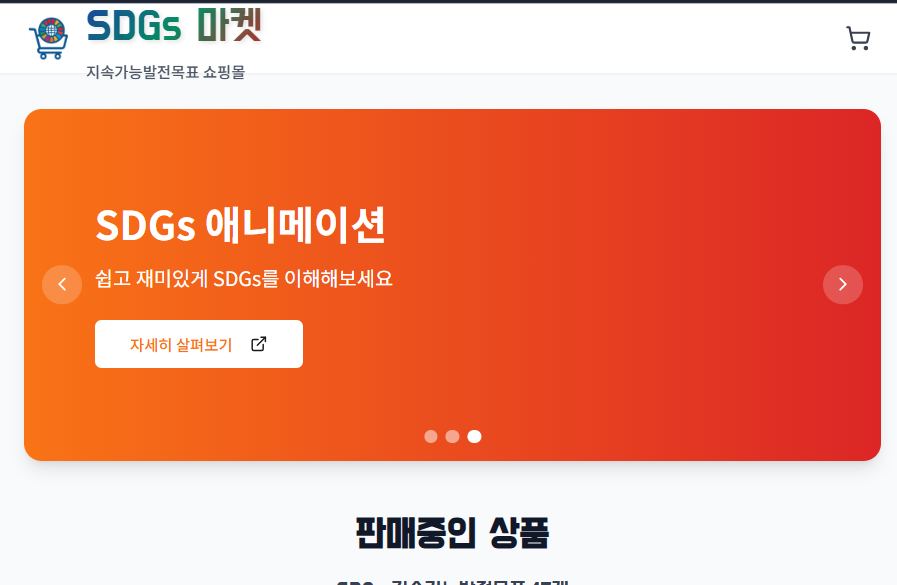 SDGs 마켓
지속가능발전목표 쇼핑몰
SDGs 애니메이션
쉽고 재미있게 SDGs를 이해해보세요
자세히 살펴보기
판매중인 상품